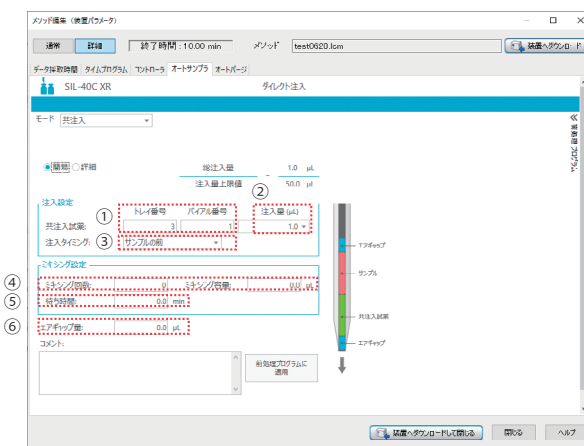 メソッド編集（装置パラメータ）
通常 詳細 終了時間：10.00 min メソッド test0620.lcm 装置へダウンロード
データ採取時間 タイムプログラム コントローラ オートサンプラ オートパージ
SIL-40C XR ダイレクト注入
モード 共注入
前処理プログラム
簡易 詳細 総注入量 1.0 µL
注入量上限値 50.0 µL
②
注入設定
① トレイ番号 バイアル番号 注入量 (µL)
共注入試薬: 3 1 1.0
注入タイミング: ③ サンプルの前
エアギャップ
サンプル
共注入試薬
エアギャップ
ミキシング設定
④ ミキシング回数: 0 ミキシング容量: 0.0 µL
⑤ 待ち時間: 0.0 min
⑥ エアギャップ量: 0.0 µL
コメント:
前処理プログラムに
適用
装置へダウンロードして閉じる 閉じる ヘルプ